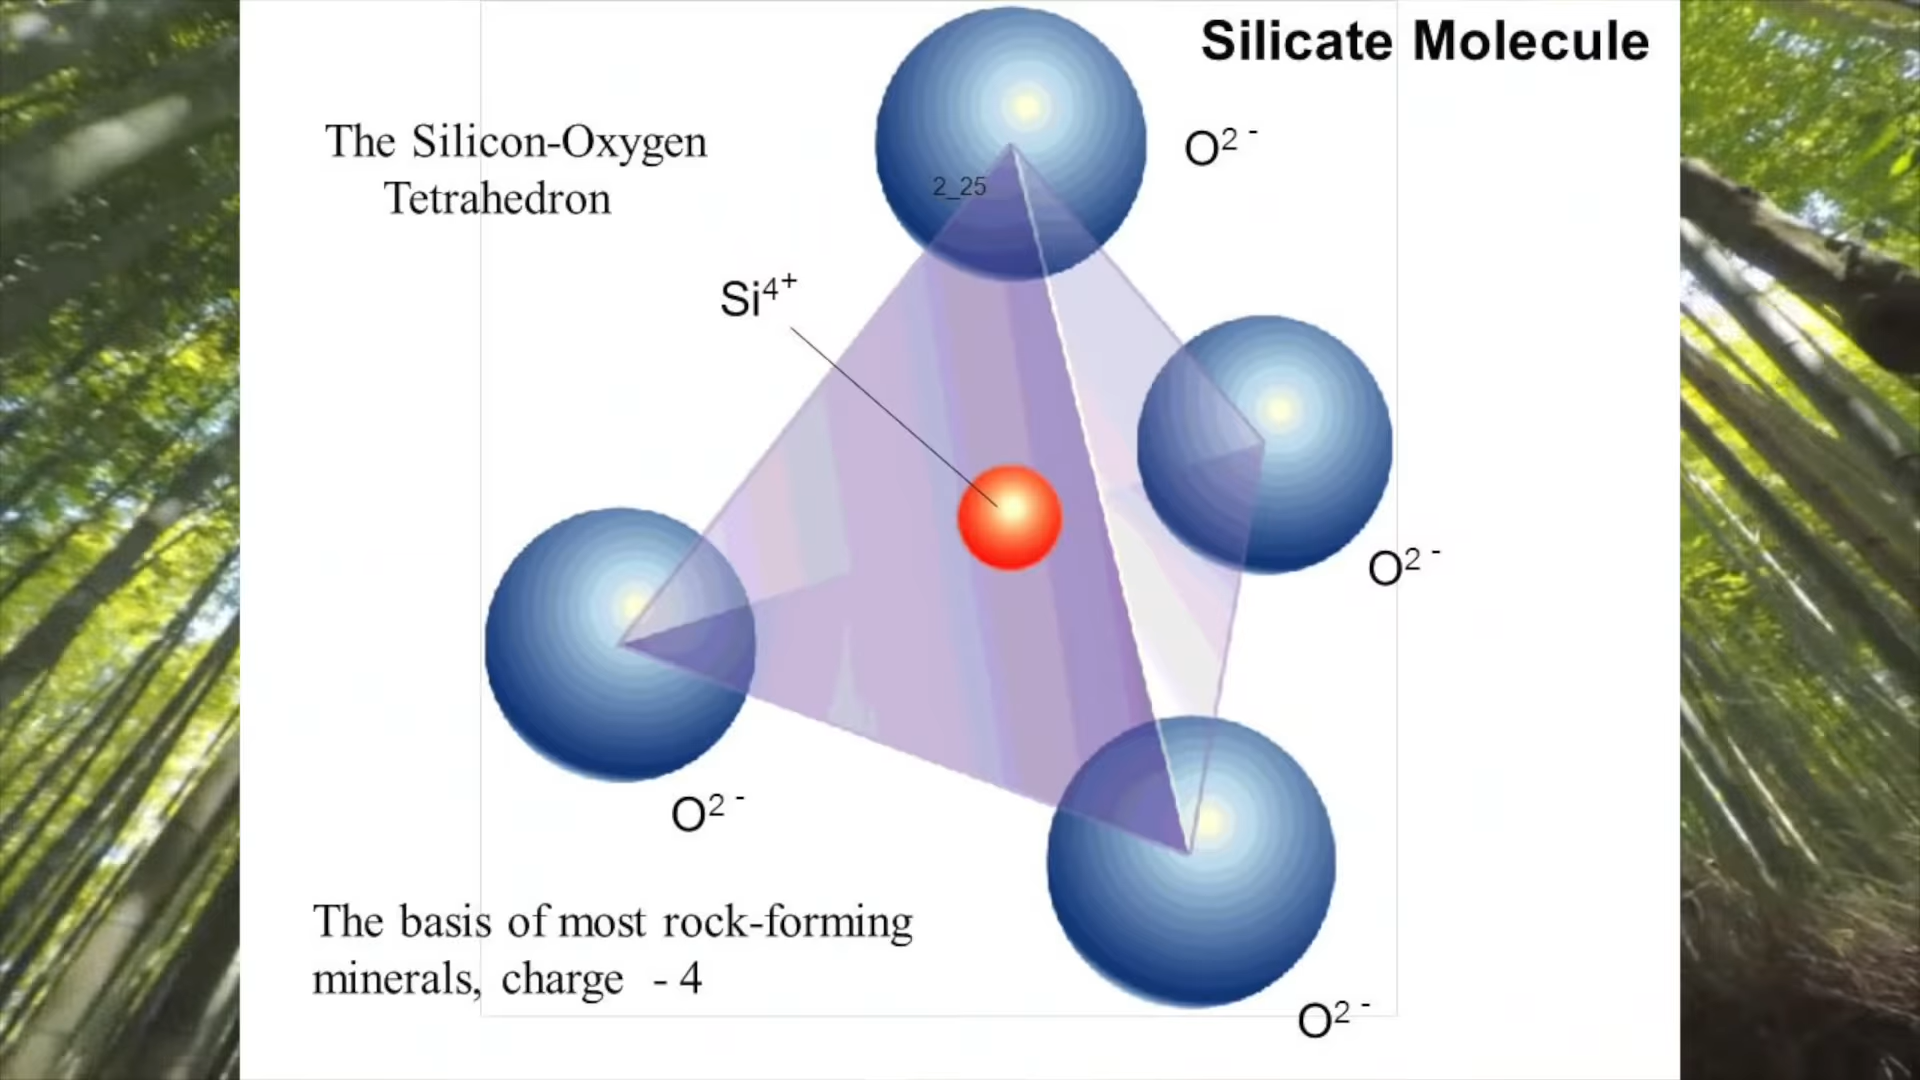 Silicate Molecule
The Silicon-Oxygen
Tetrahedron
O²⁻
2_25
Si⁴⁺
O²⁻
O²⁻
The basis of most rock-forming
minerals, charge - 4
O²⁻